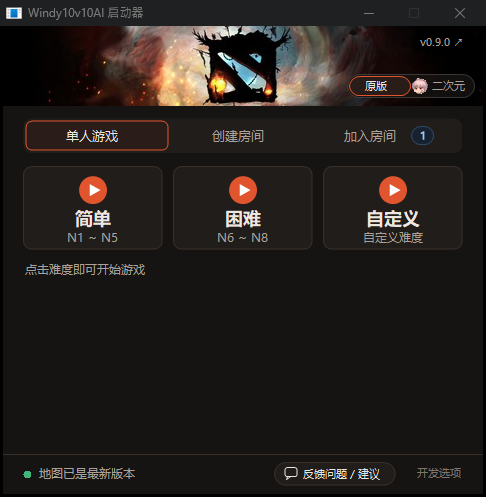 Windy10v10AI 启动器
v0.9.0 ↗
原版 二次元
单人游戏 创建房间 加入房间 1
简单 困难 自定义
N1 ~ N5 N6 ~ N8 自定义难度
点击难度即可开始游戏
地图已是最新版本 反馈问题 / 建议 开发选项